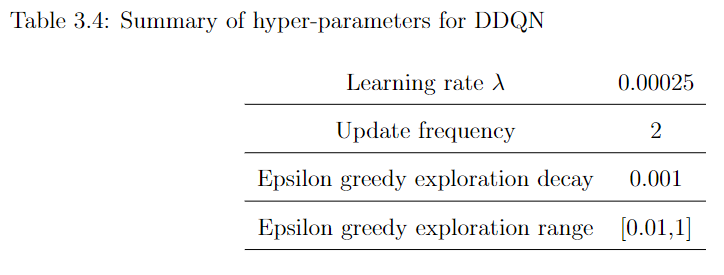 Table 3.4: Summary of hyper-parameters for DDQN
Learning rate λ 0.00025
Update frequency 2
Epsilon greedy exploration decay 0.001
Epsilon greedy exploration range [0.01,1]